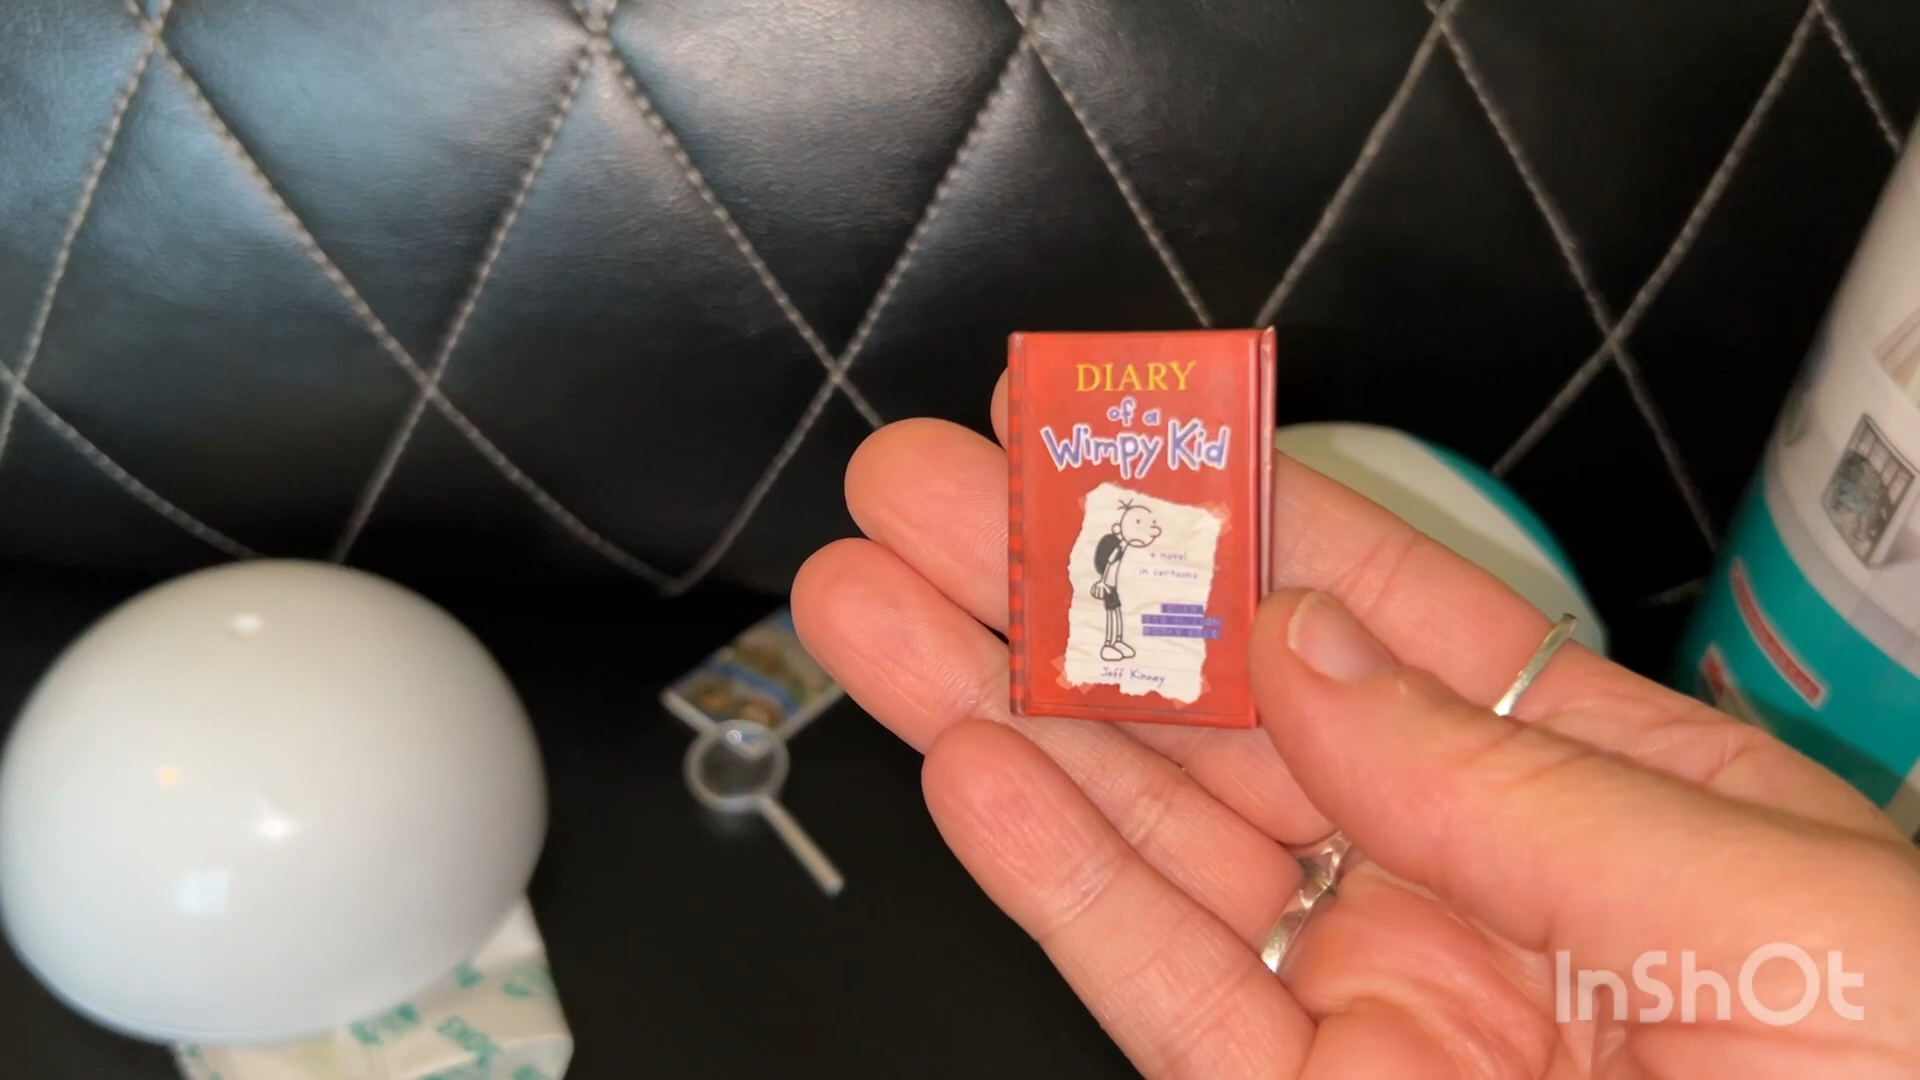 DIARY
of a
Wimpy Kid
a novel
in cartoons
Jeff Kinney
InShOt